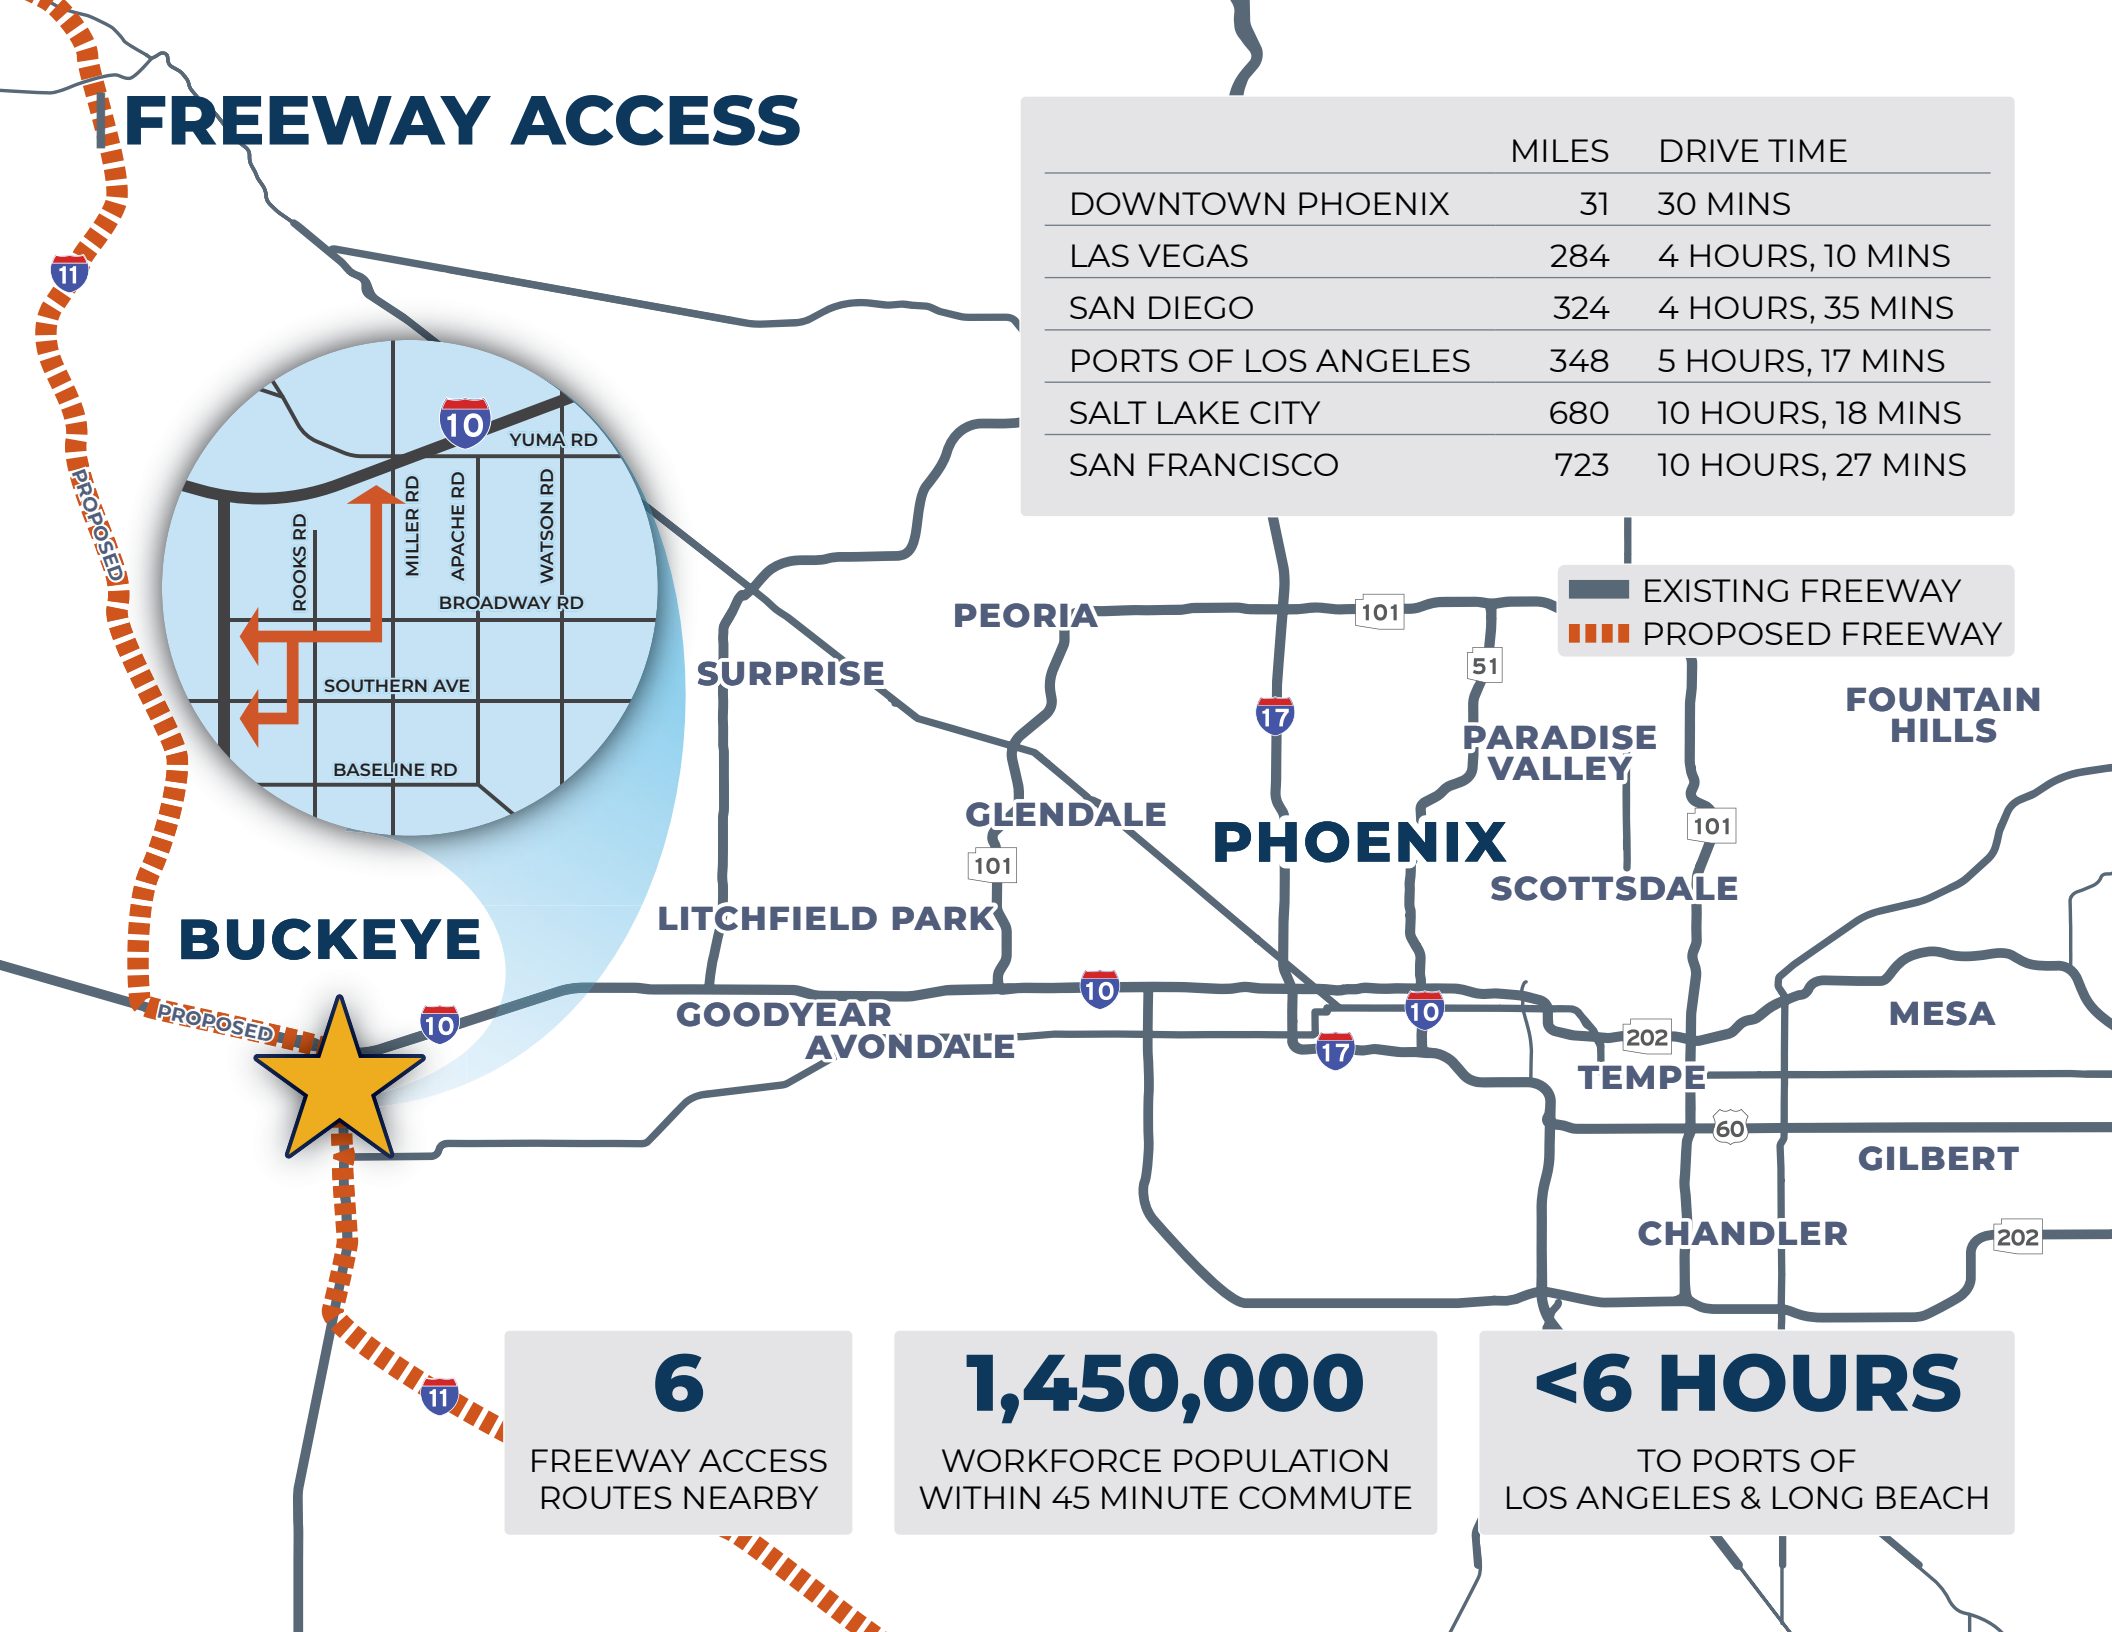 FREEWAY ACCESS
MILES DRIVE TIME
DOWNTOWN PHOENIX 31 30 MINS
LAS VEGAS 284 4 HOURS, 10 MINS
SAN DIEGO 324 4 HOURS, 35 MINS
PORTS OF LOS ANGELES 348 5 HOURS, 17 MINS
SALT LAKE CITY 680 10 HOURS, 18 MINS
SAN FRANCISCO 723 10 HOURS, 27 MINS
EXISTING FREEWAY
PROPOSED FREEWAY
11
PROPOSED
10
YUMA RD
ROOKS RD
MILLER RD
APACHE RD
WATSON RD
BROADWAY RD
SOUTHERN AVE
BASELINE RD
PEORIA
101
51
SURPRISE
17
FOUNTAIN
HILLS
PARADISE
VALLEY
GLENDALE
PHOENIX
101
101
SCOTTSDALE
LITCHFIELD PARK
BUCKEYE
PROPOSED
10
GOODYEAR
AVONDALE
10
10
17
202
MESA
TEMPE
60
GILBERT
CHANDLER
202
11
6
FREEWAY ACCESS
ROUTES NEARBY
1,450,000
WORKFORCE POPULATION
WITHIN 45 MINUTE COMMUTE
<6 HOURS
TO PORTS OF
LOS ANGELES & LONG BEACH